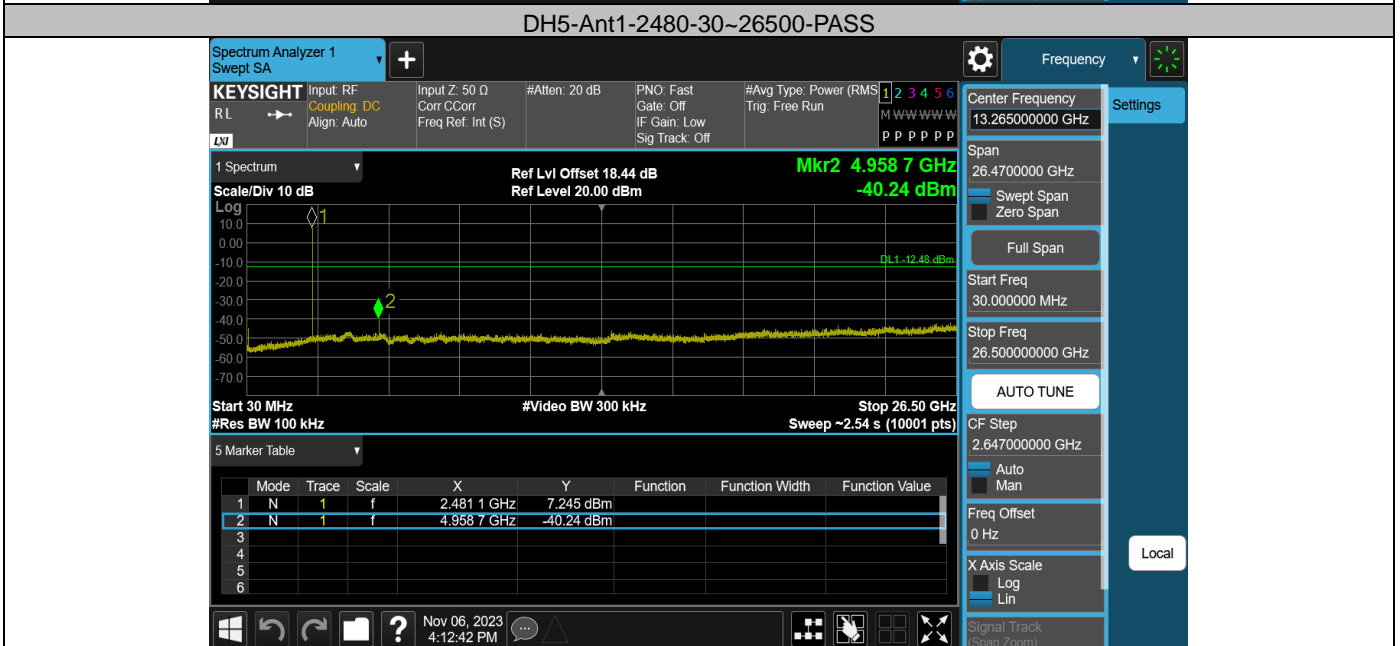 DH5-Ant1-2480-30~26500-PASS
Spectrum Analyzer 1
Swept SA
+
Frequency
KEYSIGHT
RL
LXI
Input: RF
Coupling: DC
Align: Auto
Input Z: 50 Ω
Corr CCorr
Freq Ref: Int (S)
#Atten: 20 dB
PNO: Fast
Gate: Off
IF Gain: Low
Sig Track: Off
#Avg Type: Power (RMS
Trig: Free Run
1 2 3 4 5 6
M W W W W W
P P P P P P
Center Frequency
13.265000000 GHz
Settings
Span
26.4700000 GHz
Swept Span
Zero Span
Full Span
Start Freq
30.000000 MHz
Stop Freq
26.500000000 GHz
AUTO TUNE
CF Step
2.647000000 GHz
Auto
Man
Freq Offset
0 Hz
X Axis Scale
Log
Lin
Signal Track
(Span Zoom)
Local
1 Spectrum
Scale/Div 10 dB
Log
Ref Lvl Offset 18.44 dB
Ref Level 20.00 dBm
Mkr2 4.958 7 GHz
-40.24 dBm
1
2
DL1 -12.48 dBm
10.0
0.00
-10.0
-20.0
-30.0
-40.0
-50.0
-60.0
-70.0
Start 30 MHz
#Res BW 100 kHz
#Video BW 300 kHz
Stop 26.50 GHz
Sweep ~2.54 s (10001 pts)
5 Marker Table
Mode Trace Scale X Y Function Function Width Function Value
1 N 1 f 2.481 1 GHz 7.245 dBm
2 N 1 f 4.958 7 GHz -40.24 dBm
3
4
5
6
?
Nov 06, 2023
4:12:42 PM